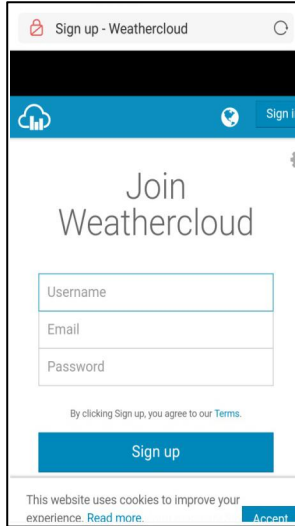 Sign up - Weathercloud
Sign i
Join
Weathercloud
Username
Email
Password
By clicking Sign up, you agree to our Terms.
Sign up
This website uses cookies to improve your
experience. Read more.
Accept